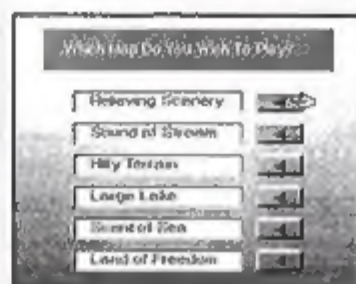 Which Map Do You Wish To Play?
Relieving Scenery
Sound of Stream
Hilly Terrain
Large Lake
Scent of Sea
Land of Freedom